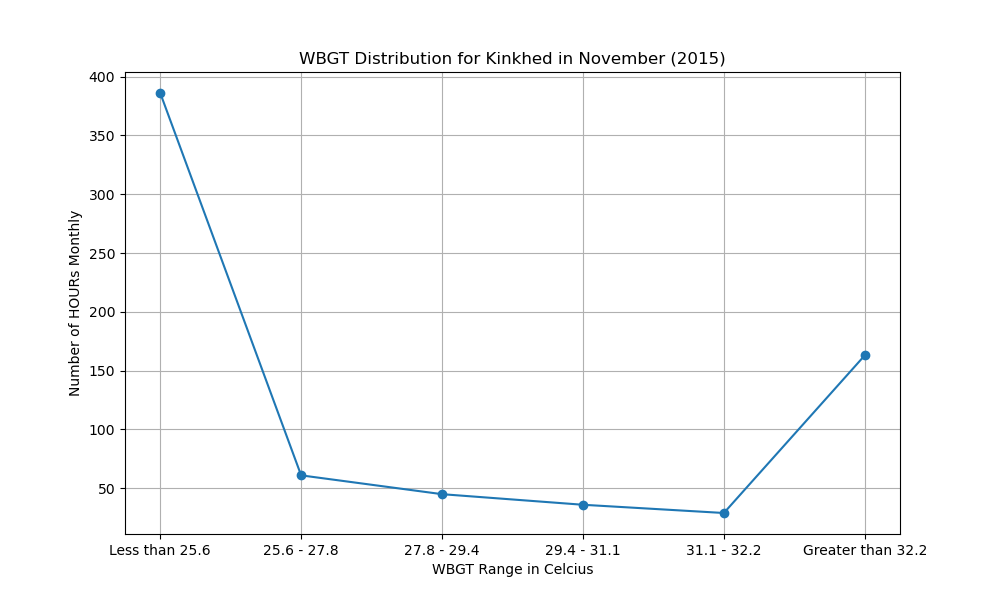 WBGT Distribution for Kinkhed in November (2015)
400
350
300
250
200
150
100
50
Number of HOURs Monthly
Less than 25.6
25.6 - 27.8
27.8 - 29.4
29.4 - 31.1
31.1 - 32.2
Greater than 32.2
WBGT Range in Celcius